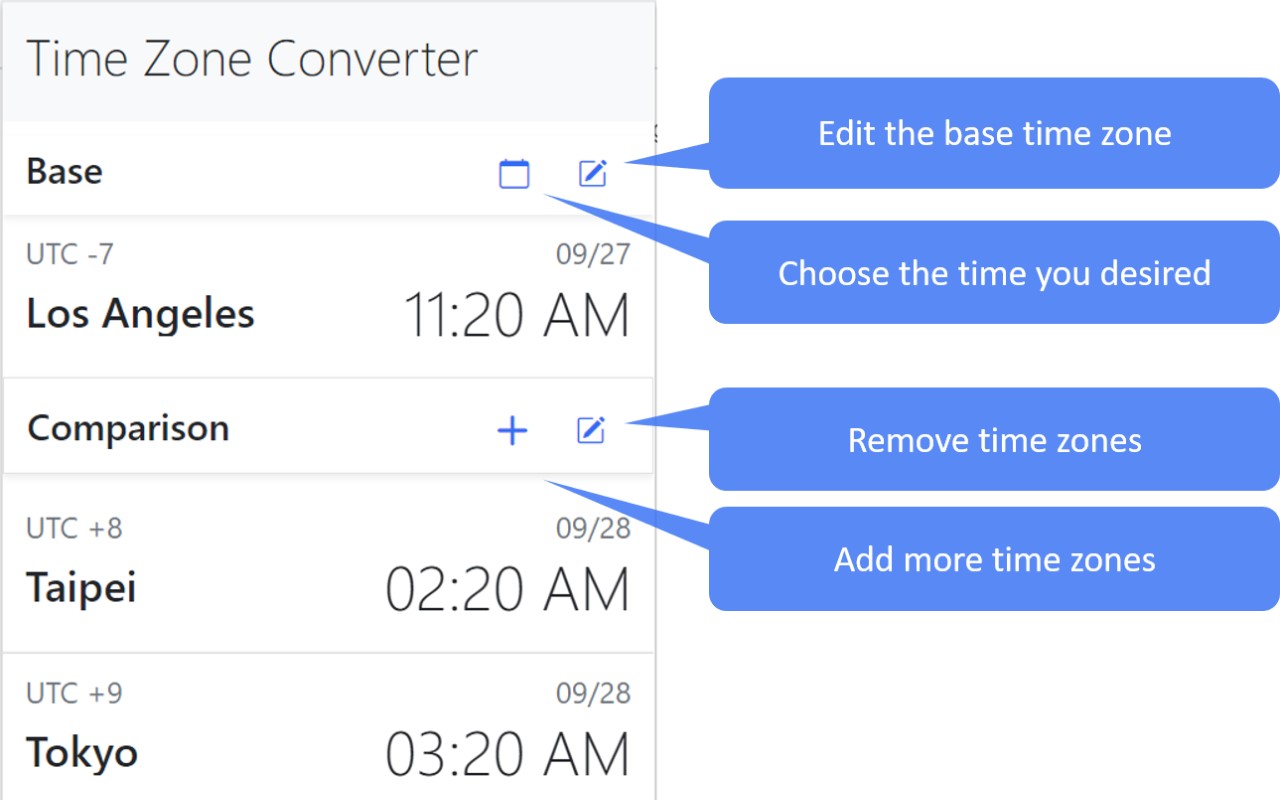 Time Zone Converter
Base
UTC -7 09/27
Los Angeles 11:20 AM
Comparison
UTC +8 09/28
Taipei 02:20 AM
UTC +9 09/28
Tokyo 03:20 AM
Edit the base time zone
Choose the time you desired
Remove time zones
Add more time zones